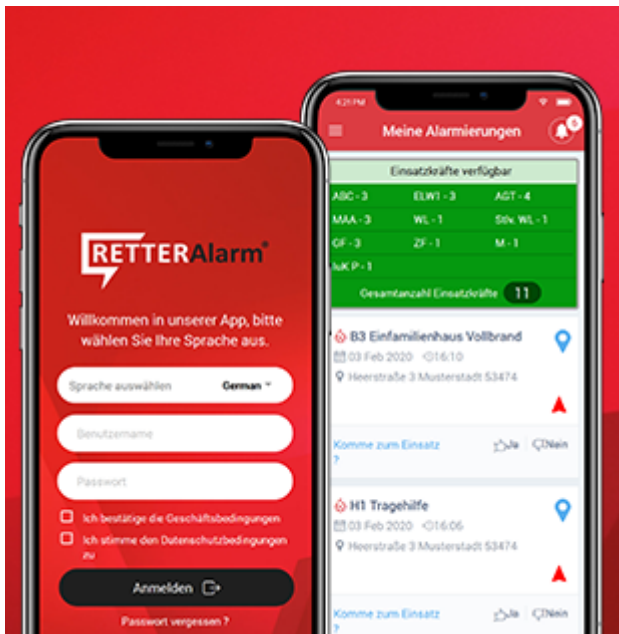 RETTERAlarm®
Willkommen in unserer App, bitte
wählen Sie Ihre Sprache aus.
Sprache auswählen German
Benutzername
Passwort
Ich bestätige die Geschäftsbedingungen
Ich stimme den Datenschutzbedingungen
zu
Anmelden
Passwort vergessen ?
4:21 PM
Meine Alarmierungen
Einsatzkräfte verfügbar
ABC - 3 ELW1 - 3 AGT - 4
MAA - 3 WL - 1 Stlv. WL - 1
GF - 3 ZF - 1 M - 1
IuK P - 1
Gesamtanzahl Einsatzkräfte 11
B3 Einfamilienhaus Vollbrand
03 Feb 2020 16:10
Heerstraße 3 Musterstadt 53474
Komme zum Einsatz Ja Nein
?
H1 Tragehilfe
03 Feb 2020 16:06
Heerstraße 3 Musterstadt 53474
Komme zum Einsatz Ja Nein
?